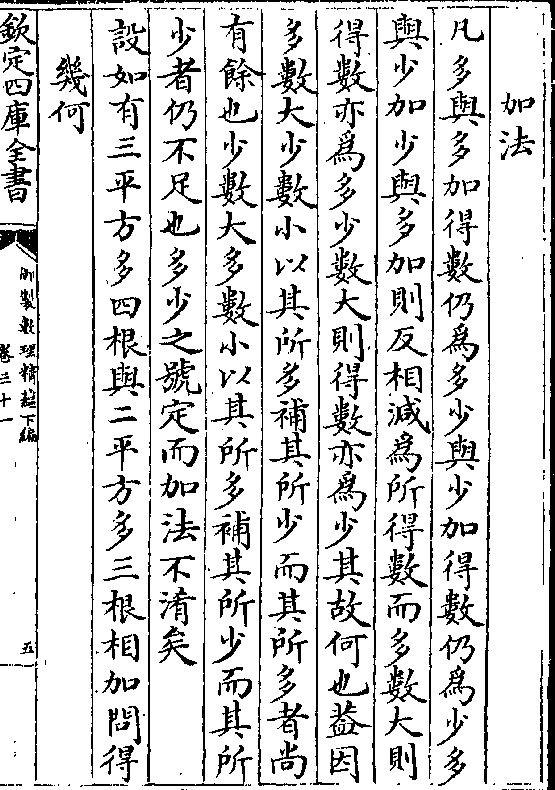 加法
凡多與多加得數仍爲多少與少加得數仍爲少多
與少加少與多加則反相減爲所得數而多數大則
得數亦爲多少數大則得數亦爲少其故何也葢因
多數大少數小以其所多補其所少而其所多者尚
有餘也少數大多數小以其所多補其所少而其所
少者仍不足也多少之號定而加法不淆矣
設如有三平方多四根與二平方多三根相加問得
幾何
欽定四庫全書
御製數理精藴下編
卷三十一
五